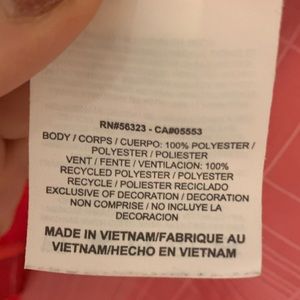 RN#56323 - CA#05553
BODY / CORPS / CUERPO: 100% POLYESTER /
POLYESTER / POLIESTER
VENT / FENTE / VENTILACION: 100%
RECYCLED POLYESTER / POLYESTER
RECYCLE / POLIESTER RECICLADO
EXCLUSIVE OF DECORATION / DECORATION
NON COMPRISE / NO INCLUYE LA
DECORACION
MADE IN VIETNAM/FABRIQUE AU
VIETNAM/HECHO EN VIETNAM